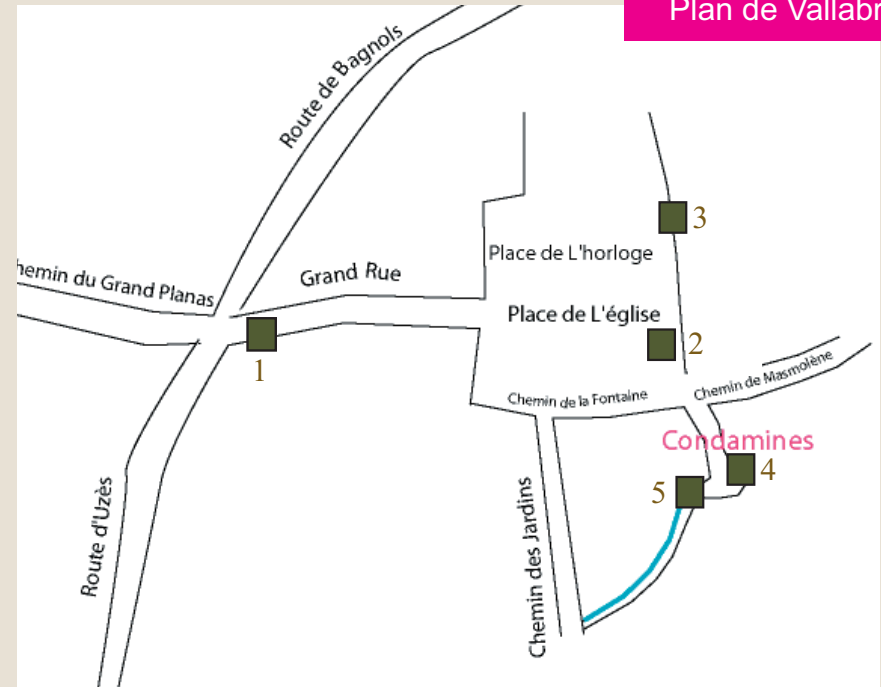 Plan de Vallabr
Route de Bagnols
3
Place de L'horloge
hemin du Grand Planas
Grand Rue
Place de L'église
2
1
Chemin de Masmolène
Chemin de la Fontaine
Condamines
4
5
Route d'Uzès
Chemin des Jardins